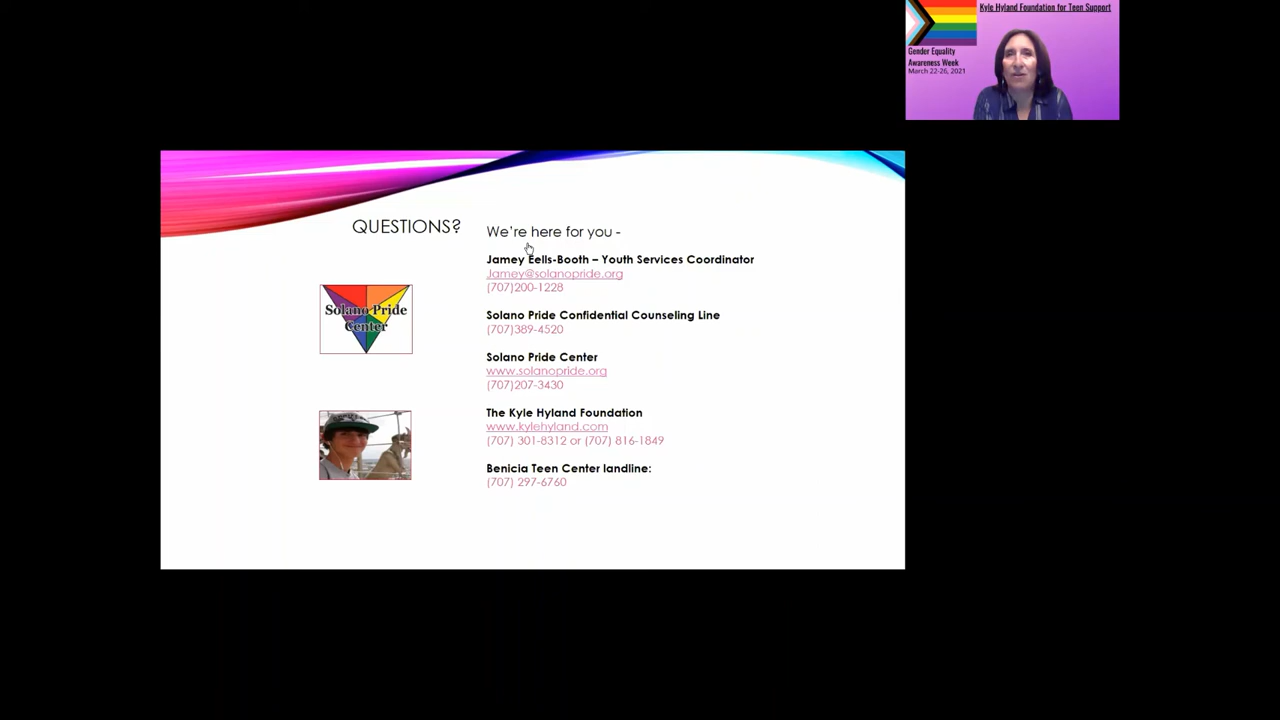 Kyle Hyland Foundation for Teen Support
Gender Equality
Awareness Week
March 22-26, 2021
QUESTIONS?
We're here for you -
Jamey Eells-Booth – Youth Services Coordinator
Jamey@solanopride.org
(707)200-1228
Solano Pride Confidential Counseling Line
(707)389-4520
Solano Pride Center
www.solanopride.org
(707)207-3430
The Kyle Hyland Foundation
www.kylehyland.com
(707) 301-8312 or (707) 816-1849
Benicia Teen Center landline:
(707) 297-6760
Solano Pride
Center